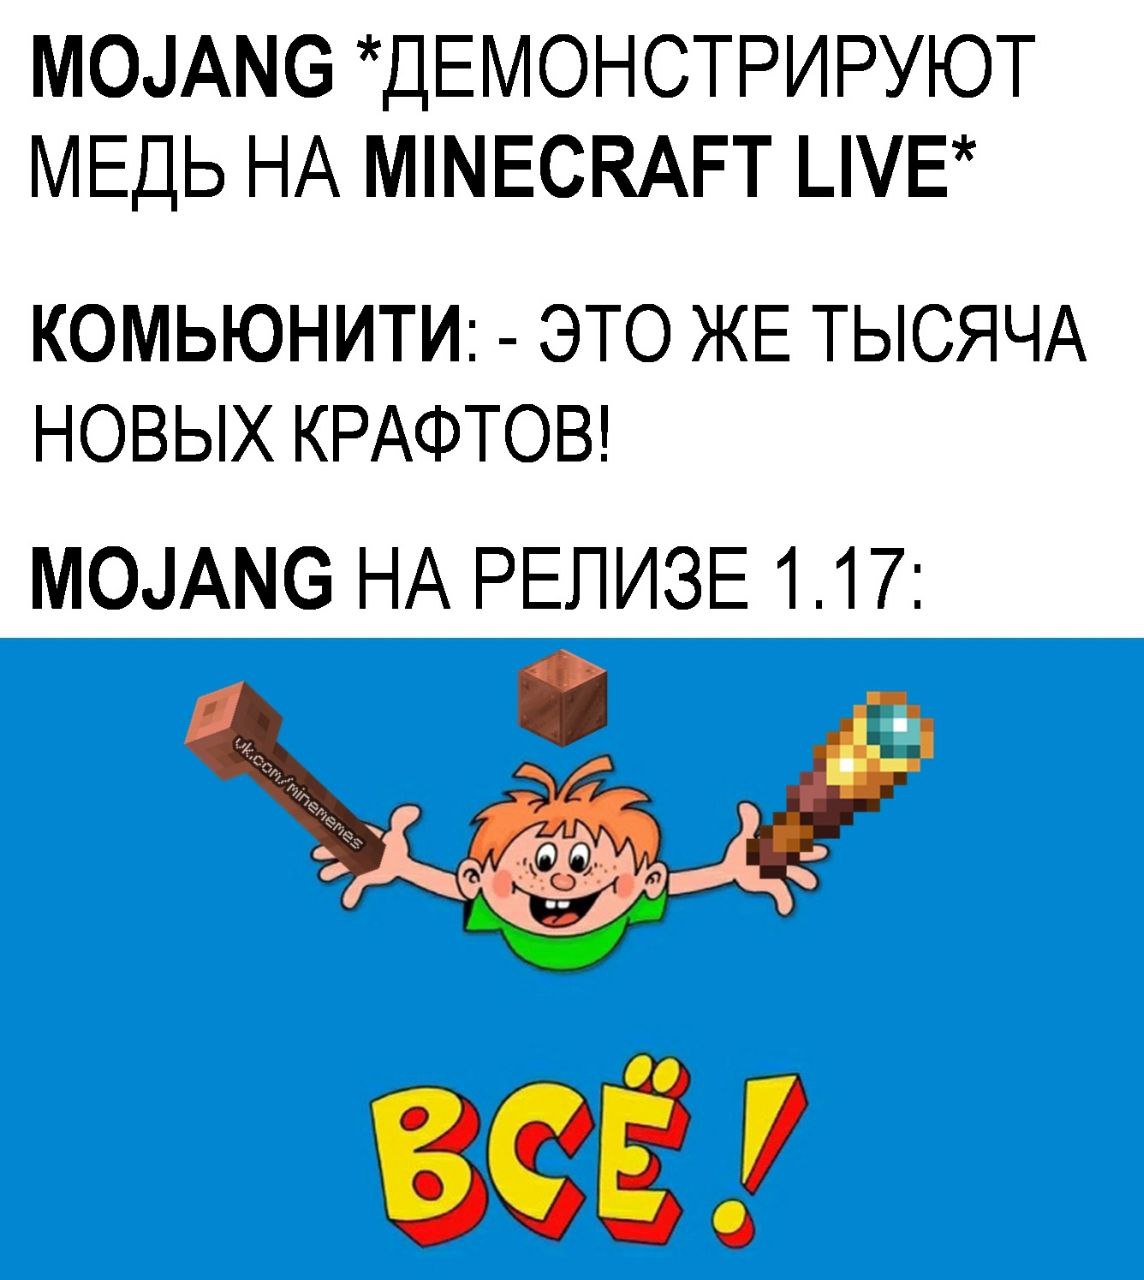 MOJANG *ДЕМОНСТРИРУЮТ
МЕДЬ НА MINECRAFT LIVE*
КОМЬЮНИТИ: - ЭТО ЖЕ ТЫСЯЧА
НОВЫХ КРАФТОВ!
MOJANG НА РЕЛИЗЕ 1.17:
vk.com/minememes
ВСЁ!